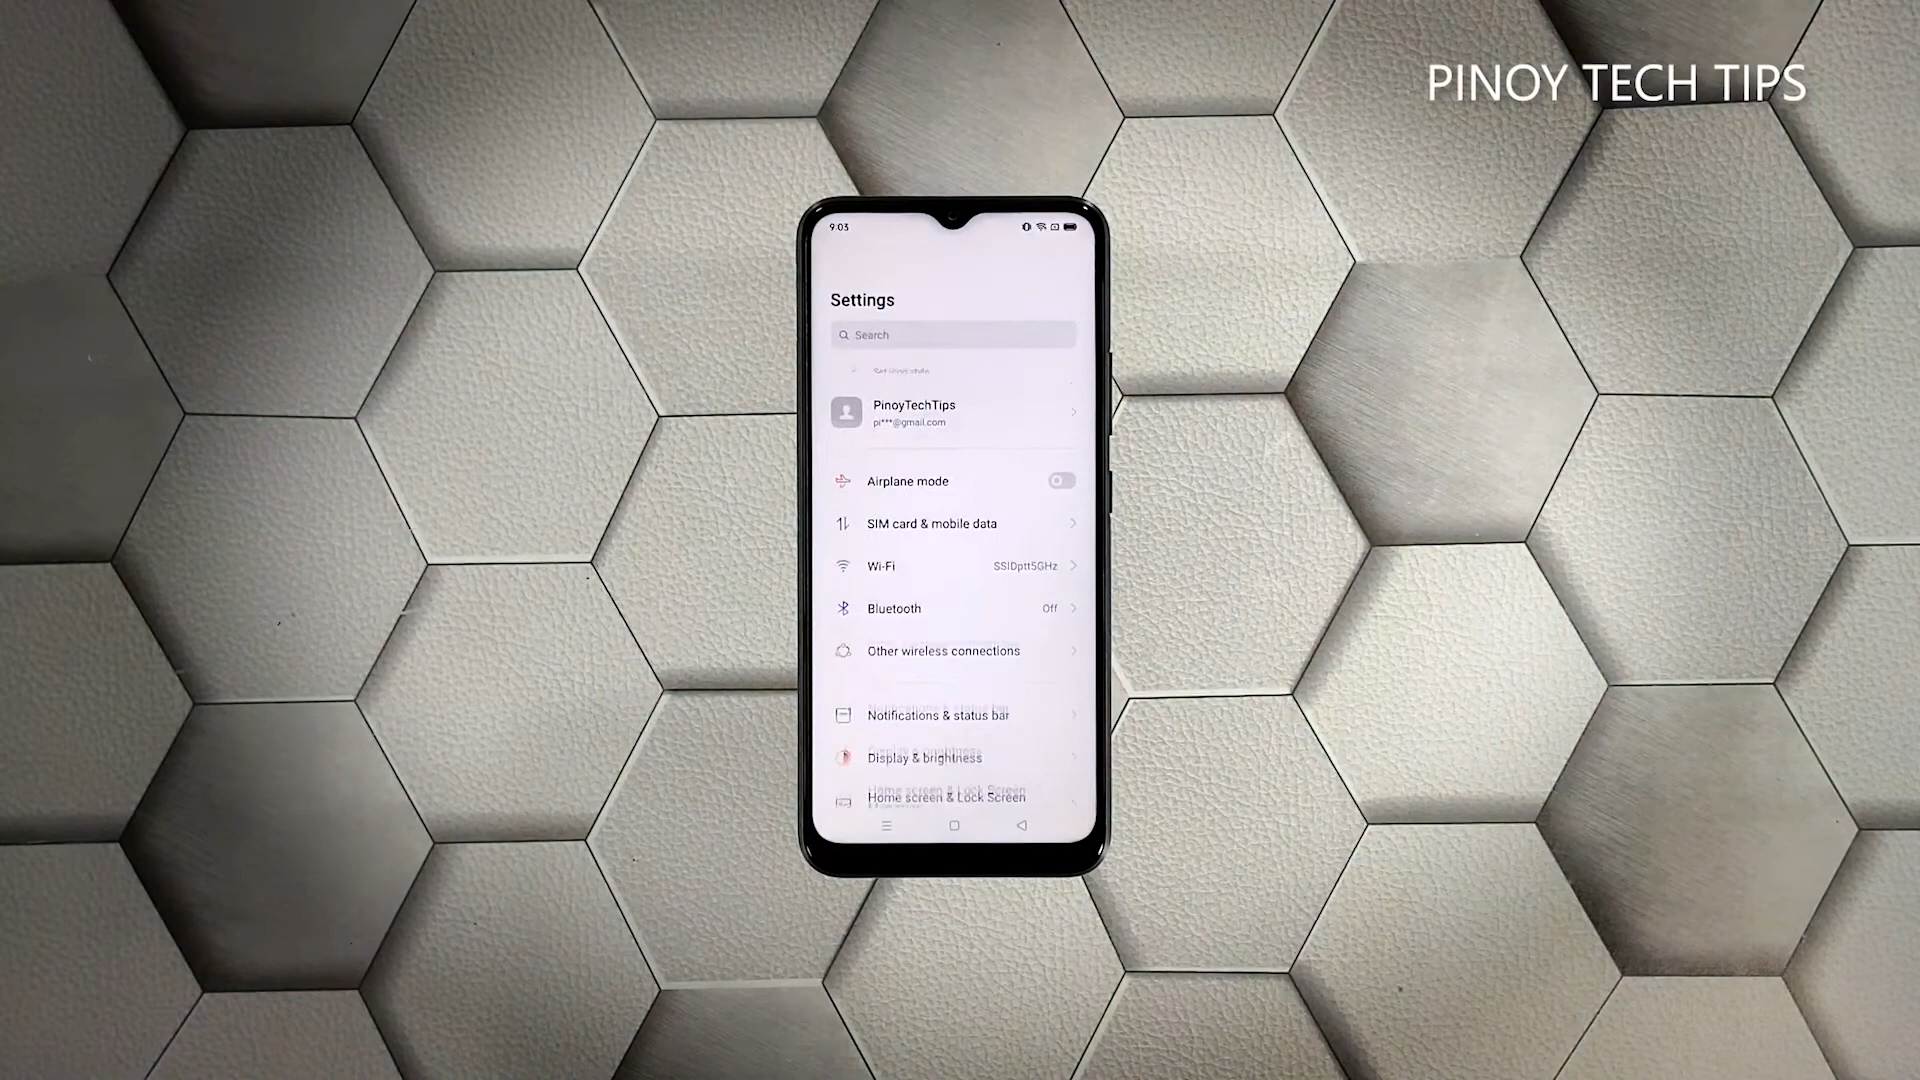 PINOY TECH TIPS
9:03
Settings
Search
PinoyTechTips
pi***@gmail.com
Airplane mode
SIM card & mobile data
Wi-Fi SSIDptt5GHz
Bluetooth Off
Other wireless connections
Notifications & status bar
Display & brightness
Home screen & Lock Screen